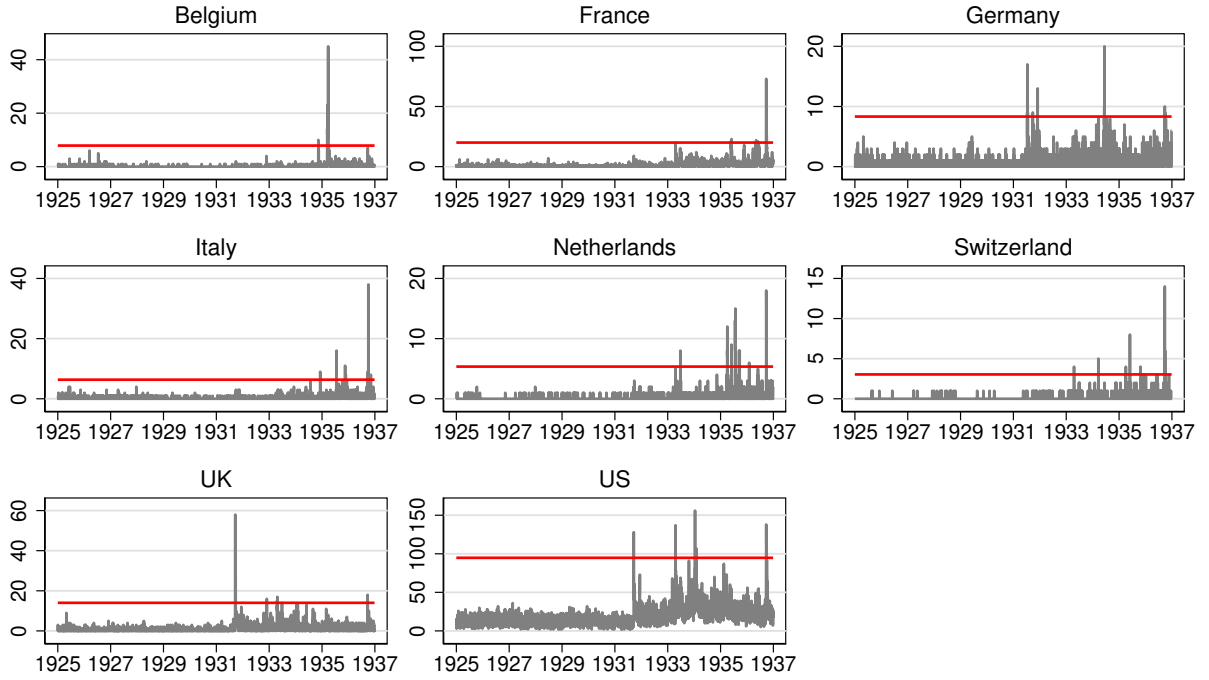 Belgium France Germany
0 20 40
1925 1927 1929 1931 1933 1935 1937
0 50 100
1925 1927 1929 1931 1933 1935 1937
0 10 20
1925 1927 1929 1931 1933 1935 1937
Italy Netherlands Switzerland
0 20 40
1925 1927 1929 1931 1933 1935 1937
0 10 20
1925 1927 1929 1931 1933 1935 1937
0 5 10 15
1925 1927 1929 1931 1933 1935 1937
UK US
0 20 40 60
1925 1927 1929 1931 1933 1935 1937
0 50 100 150
1925 1927 1929 1931 1933 1935 1937